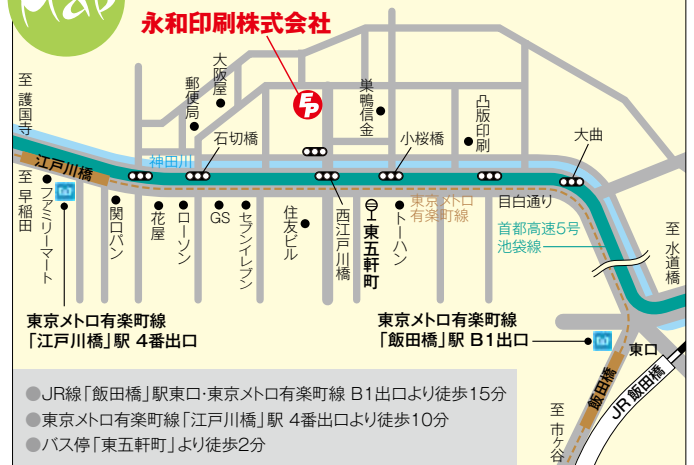 Map
永和印刷株式会社
EP
至 護国寺
郵便局
大阪屋
石切橋
巣鴨信金
小桜橋
凸版印刷
大曲
神田川
江戸川橋
至 早稲田
ファミリーマート
関口パン
花屋
ローソン
GS
セブンイレブン
住友ビル
西江戸川橋
東五軒町
トーハン
東京メトロ
有楽町線
目白通り
首都高速5号
池袋線
至 水道橋
東京メトロ有楽町線
「江戸川橋」駅 4番出口
東京メトロ有楽町線
「飯田橋」駅 B1出口
東口
飯田橋
JR 飯田橋
至 市ヶ谷
●JR線「飯田橋」駅東口・東京メトロ有楽町線 B1出口より徒歩15分
●東京メトロ有楽町線「江戸川橋」駅 4番出口より徒歩10分
●バス停「東五軒町」より徒歩2分